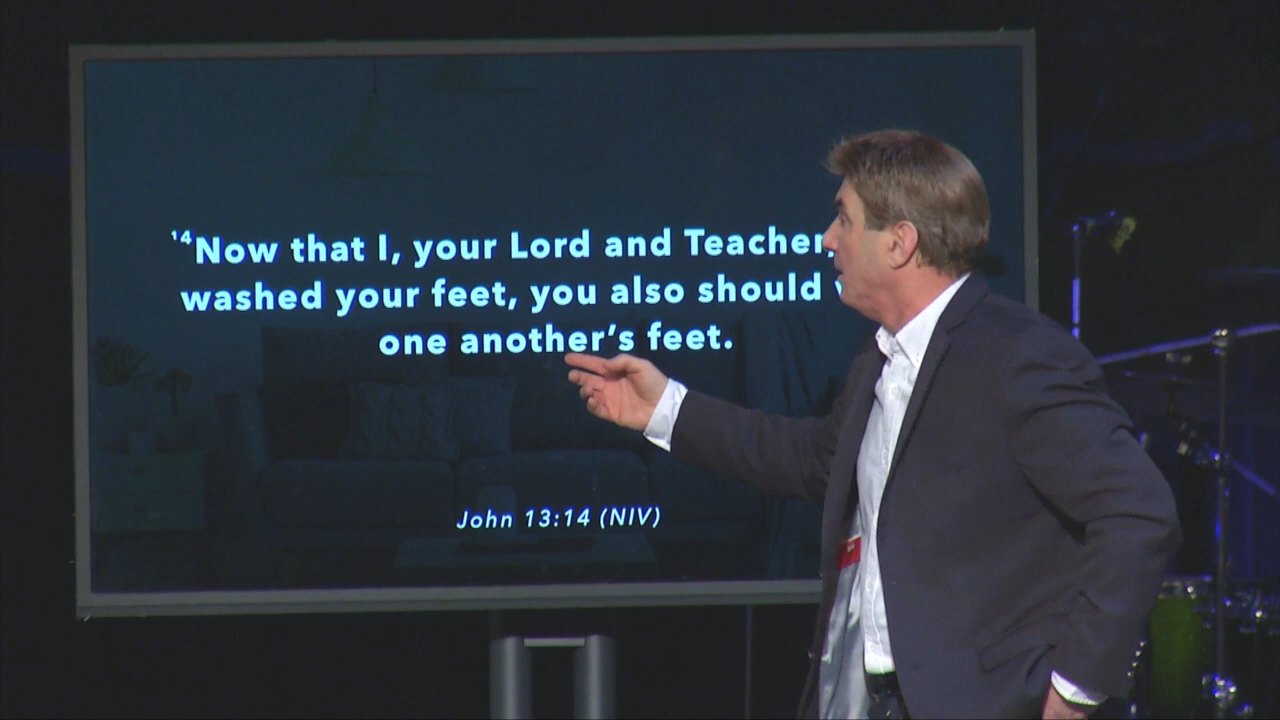 ¹⁴Now that I, your Lord and Teacher,
washed your feet, you also should
one another’s feet.
John 13:14 (NIV)